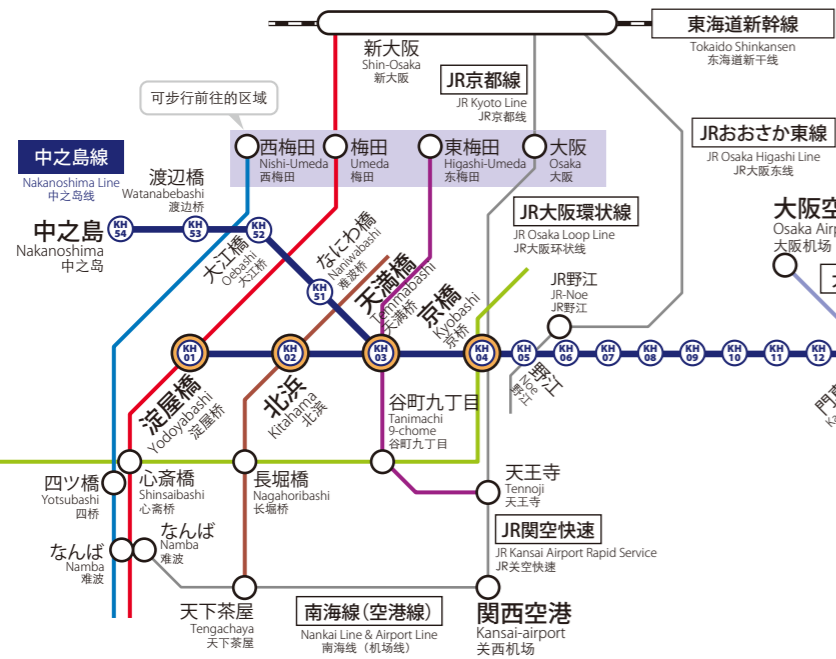 東海道新幹線
Tokaido Shinkansen
东海道新干线
新大阪
Shin-Osaka
新大阪
JR京都線
JR Kyoto Line
JR京都线
可步行前往的区域
西梅田
Nishi-Umeda
西梅田
梅田
Umeda
梅田
東梅田
Higashi-Umeda
东梅田
大阪
Osaka
大阪
JRおおさか東線
JR Osaka Higashi Line
JR大阪东线
中之島線
Nakanoshima Line
中之岛线
渡辺橋
Watanabebashi
渡辺桥
中之島
Nakanoshima
中之岛
KH
54
KH
53
KH
52
大江橋
Oebashi
大江桥
KH
51
なにわ橋
Naniwabashi
难波桥
JR大阪環状線
JR Osaka Loop Line
JR大阪环状线
大阪空
Osaka Airp
大阪机场
天満橋
Temmabashi
天满桥
京橋
Kyobashi
京桥
JR野江
JR-Noe
JR野江
KH
01
KH
02
KH
03
KH
04
KH
05
KH
06
KH
07
KH
08
KH
09
KH
10
KH
11
KH
12
淀屋橋
Yodoyabashi
淀屋桥
北浜
Kitahama
北滨
野江
Noe
野江
谷町九丁目
Tanimachi
9-chome
谷町九丁目
四ツ橋
Yotsubashi
四桥
心斎橋
Shinsaibashi
心斋桥
長堀橋
Nagahoribashi
长堀桥
天王寺
Tennoji
天王寺
なんば
Namba
难波
なんば
Namba
难波
JR関空快速
JR Kansai Airport Rapid Service
JR关空快速
天下茶屋
Tengachaya
天下茶屋
南海線（空港線）
Nankai Line & Airport Line
南海线（机场线）
関西空港
Kansai-airport
关西机场